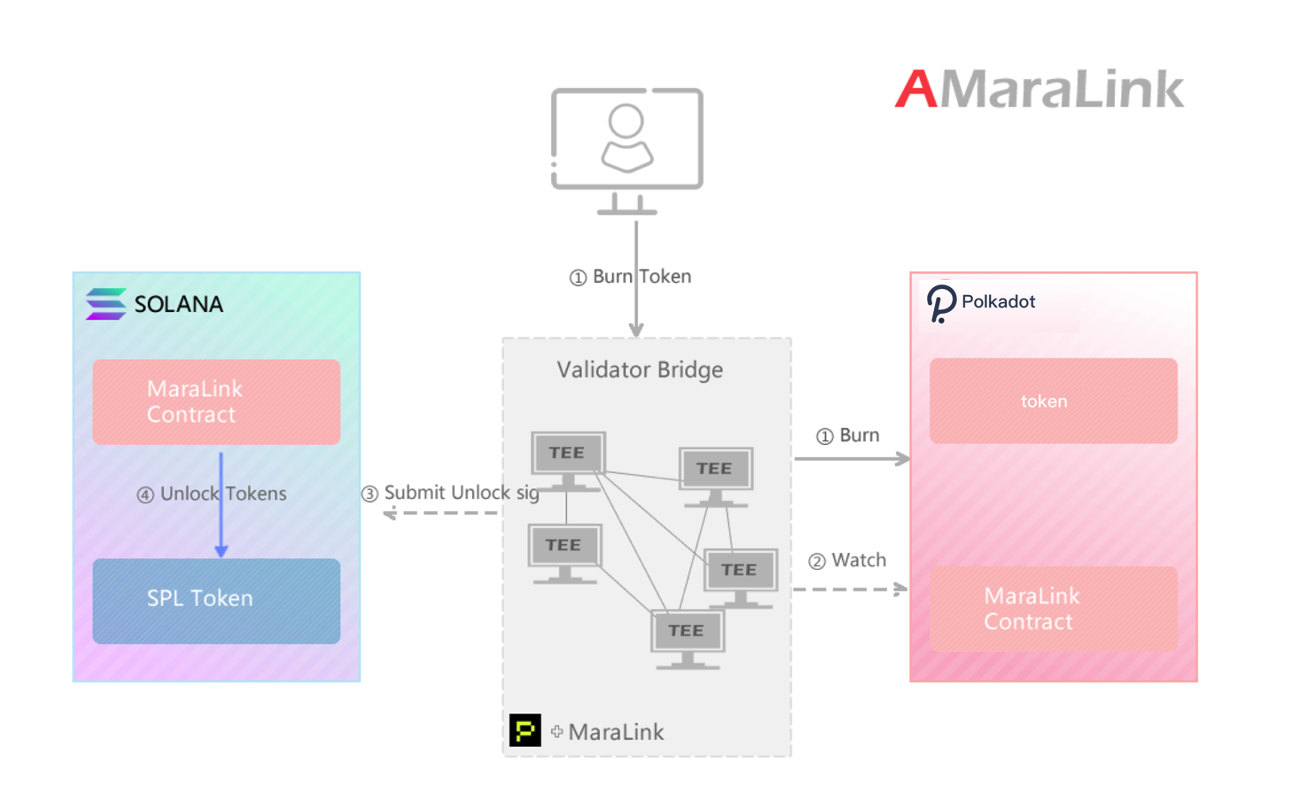 AMaraLink
① Burn Token
SOLANA
MaraLink
Contract
④ Unlock Tokens
SPL Token
③ Submit Unlock sig
Validator Bridge
TEE
TEE
TEE
TEE
TEE
P + MaraLink
① Burn
② Watch
Polkadot
token
MaraLink
Contract